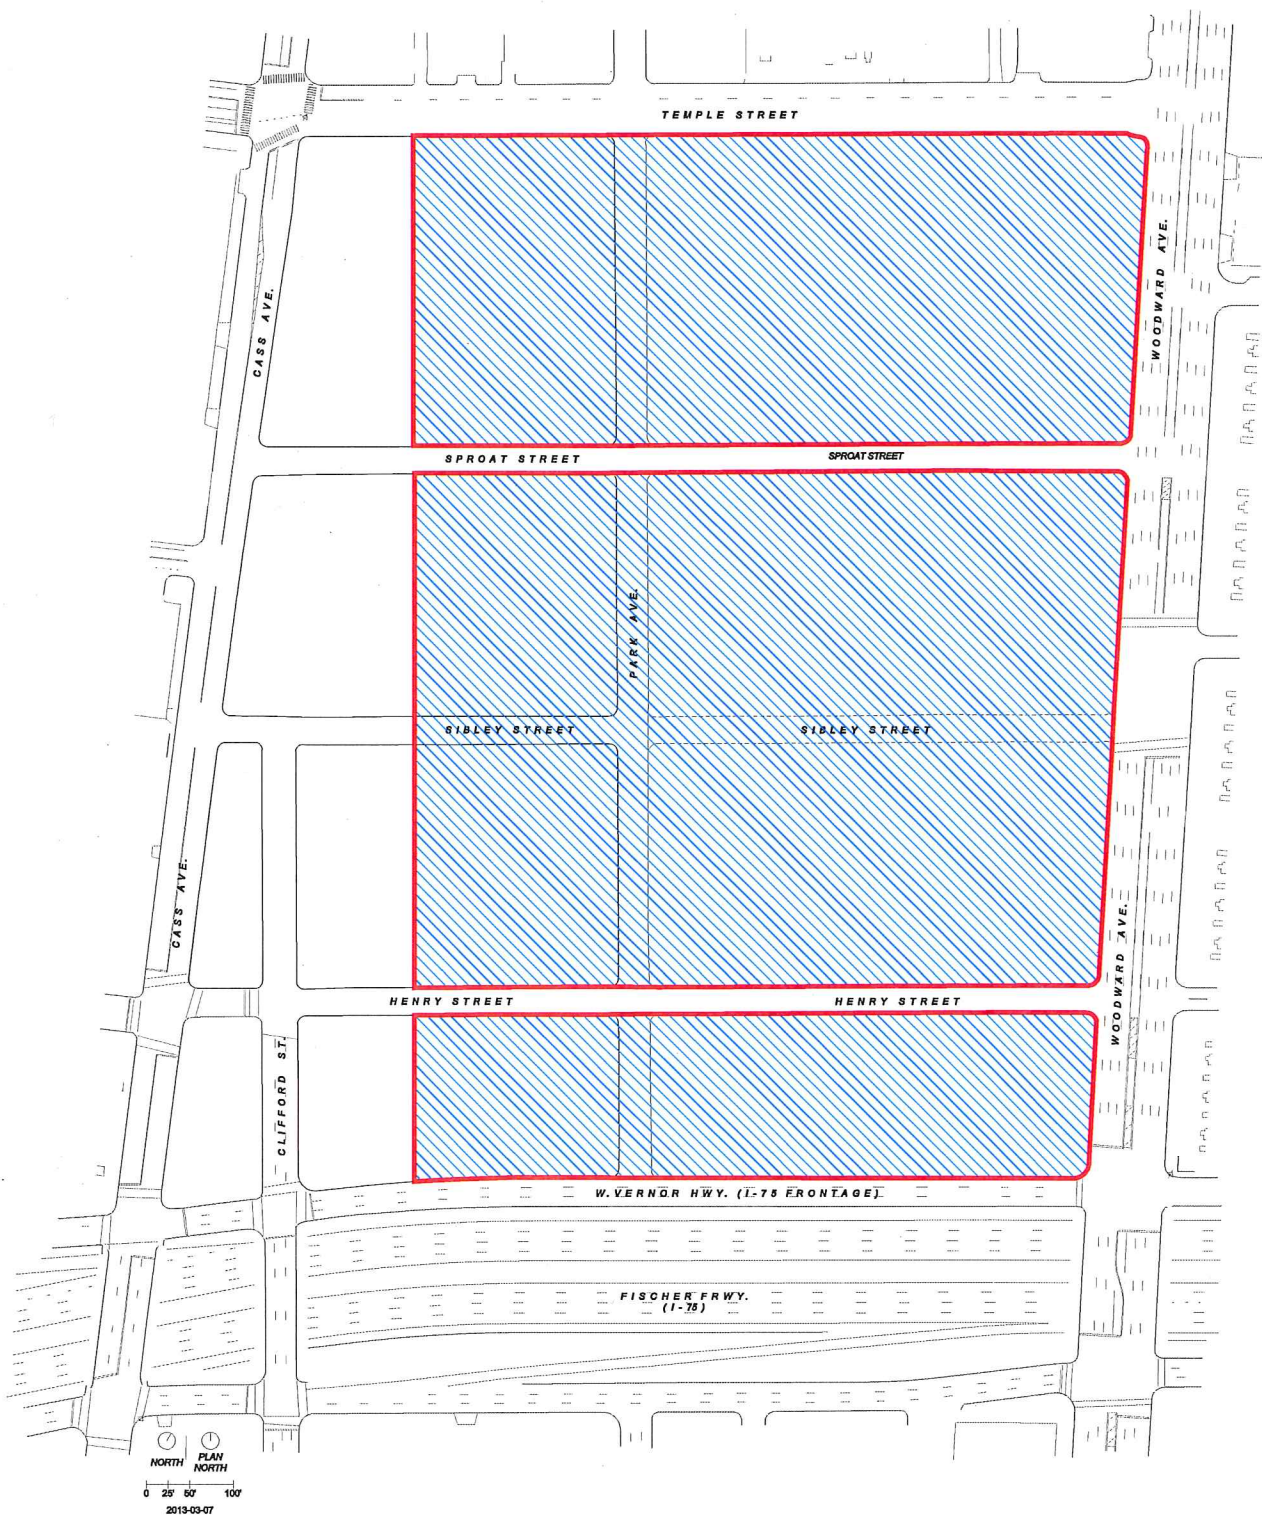 TEMPLE STREET
WOODWARD AVE.
CASS AVE.
SPROAT STREET
SPROAT STREET
PARK AVE.
SIBLEY STREET
SIBLEY STREET
CASS AVE.
WOODWARD AVE.
HENRY STREET
HENRY STREET
CLIFFORD ST.
W. VERNOR HWY. (I-75 FRONTAGE)
FISCHER FRWY.
(I-75)
NORTH
PLAN
NORTH
0 25' 50' 100'
2013-03-07